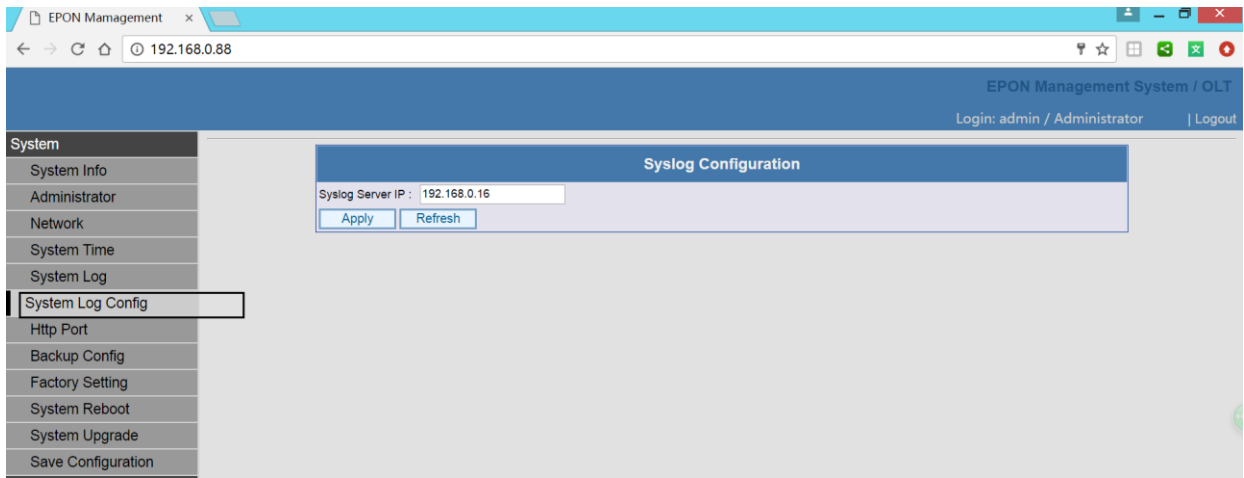 EPON Mamagement
192.168.0.88
EPON Management System / OLT
Login: admin / Administrator | Logout
System
System Info
Administrator
Network
System Time
System Log
System Log Config
Http Port
Backup Config
Factory Setting
System Reboot
System Upgrade
Save Configuration
Syslog Configuration
Syslog Server IP : 192.168.0.16
Apply Refresh